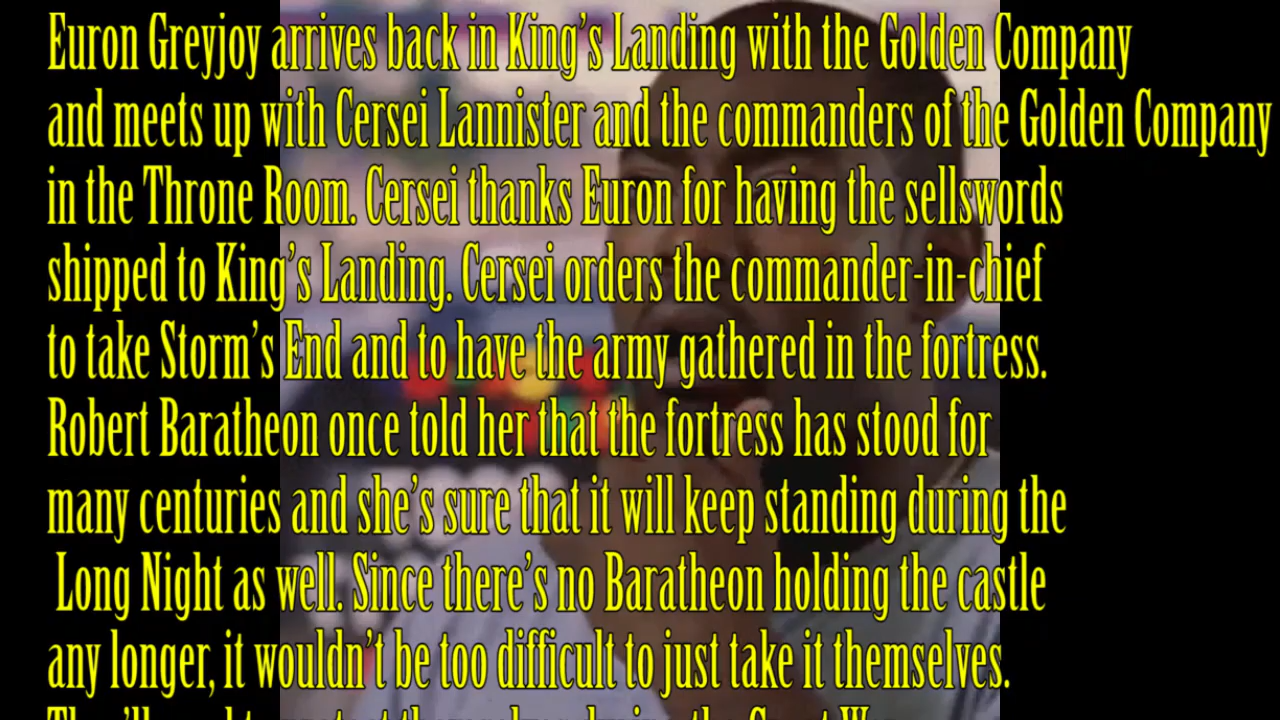 Euron Greyjoy arrives back in King's Landing with the Golden Company
and meets up with Cersei Lannister and the commanders of the Golden Company
in the Throne Room. Cersei thanks Euron for having the sellswords
shipped to King's Landing. Cersei orders the commander-in-chief
to take Storm's End and to have the army gathered in the fortress.
Robert Baratheon once told her that the fortress has stood for
many centuries and she's sure that it will keep standing during the
Long Night as well. Since there's no Baratheon holding the castle
any longer, it wouldn't be too difficult to just take it themselves.